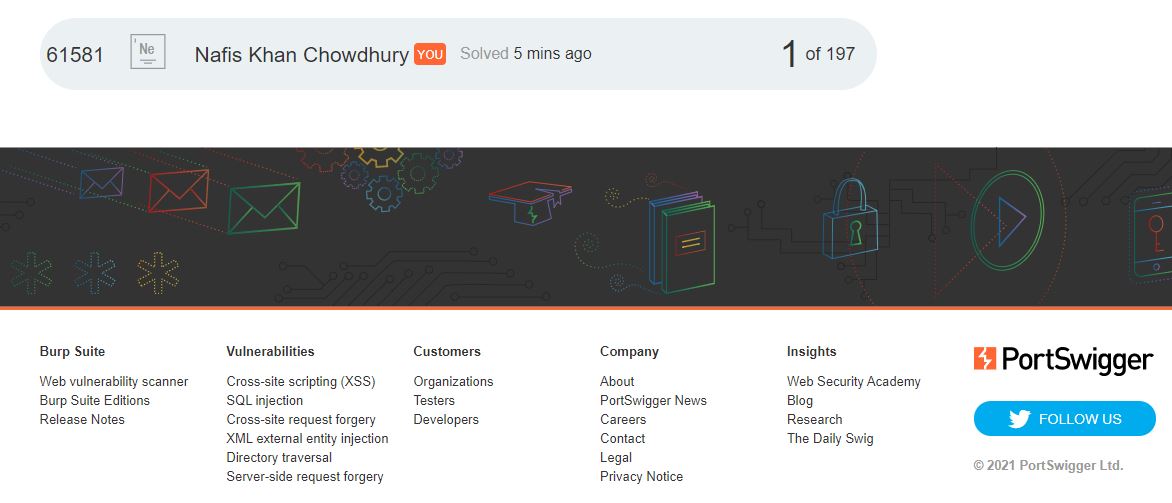 61581 Ne Nafis Khan Chowdhury YOU Solved 5 mins ago 1 of 197
Burp Suite
Web vulnerability scanner
Burp Suite Editions
Release Notes
Vulnerabilities
Cross-site scripting (XSS)
SQL injection
Cross-site request forgery
XML external entity injection
Directory traversal
Server-side request forgery
Customers
Organizations
Testers
Developers
Company
About
PortSwigger News
Careers
Contact
Legal
Privacy Notice
Insights
Web Security Academy
Blog
Research
The Daily Swig
PortSwigger
FOLLOW US
© 2021 PortSwigger Ltd.